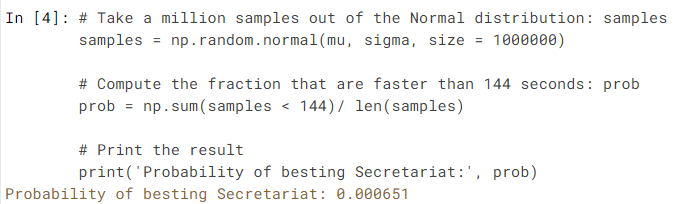 In [4]: # Take a million samples out of the Normal distribution: samples
samples = np.random.normal(mu, sigma, size = 1000000)
# Compute the fraction that are faster than 144 seconds: prob
prob = np.sum(samples < 144)/ len(samples)
# Print the result
print('Probability of besting Secretariat:', prob)
Probability of besting Secretariat: 0.000651